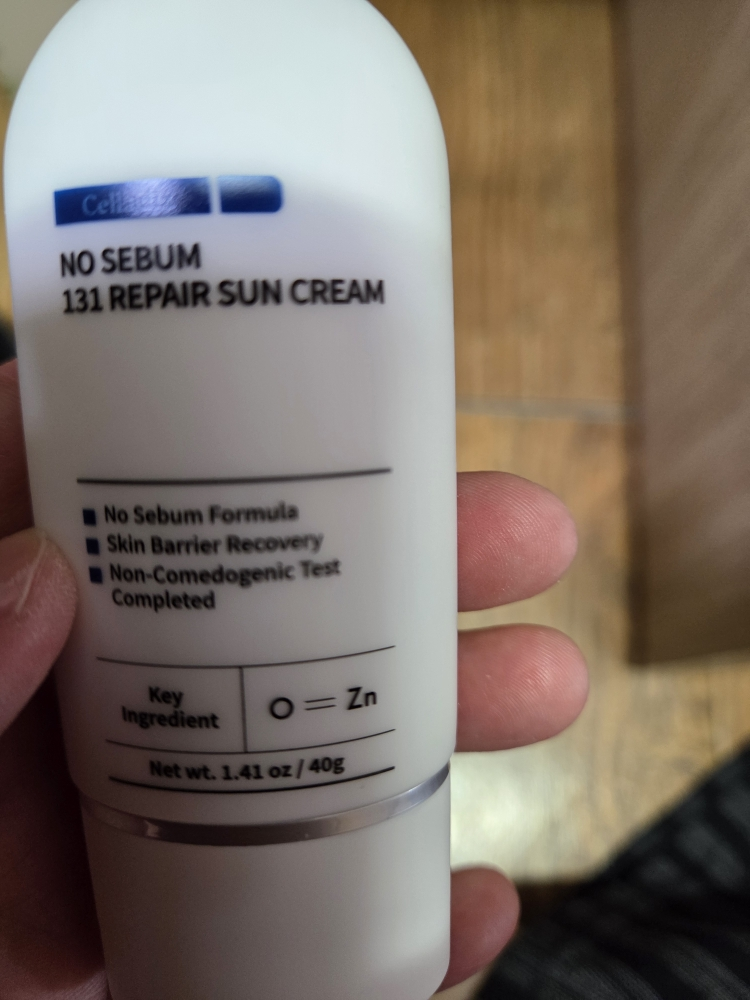 NO SEBUM
131 REPAIR SUN CREAM
No Sebum Formula
Skin Barrier Recovery
Non-Comedogenic Test
Completed
Key
Ingredient
O = Zn
Net wt. 1.41 oz / 40g